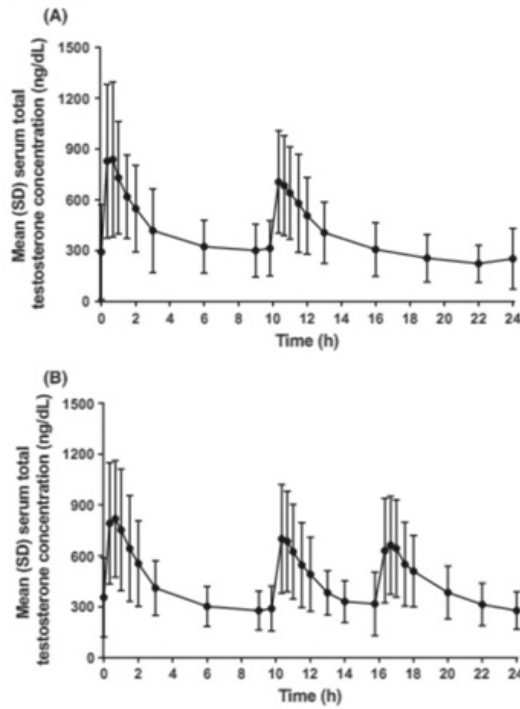 (A)
Mean (SD) serum total
testosterone concentration (ng/dL)
1500
1200
900
600
300
0
0 2 4 6 8 10 12 14 16 18 20 22 24
Time (h)
(B)
Mean (SD) serum total
testosterone concentration (ng/dL)
1500
1200
900
600
300
0
0 2 4 6 8 10 12 14 16 18 20 22 24
Time (h)